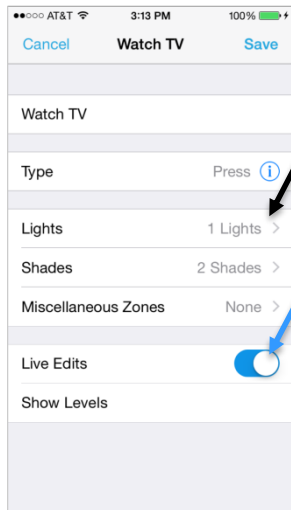 AT&T 3:13 PM 100%
Cancel Watch TV Save
Watch TV
Type Press i
Lights 1 Lights >
Shades 2 Shades >
Miscellaneous Zones None >
Live Edits
Show Levels